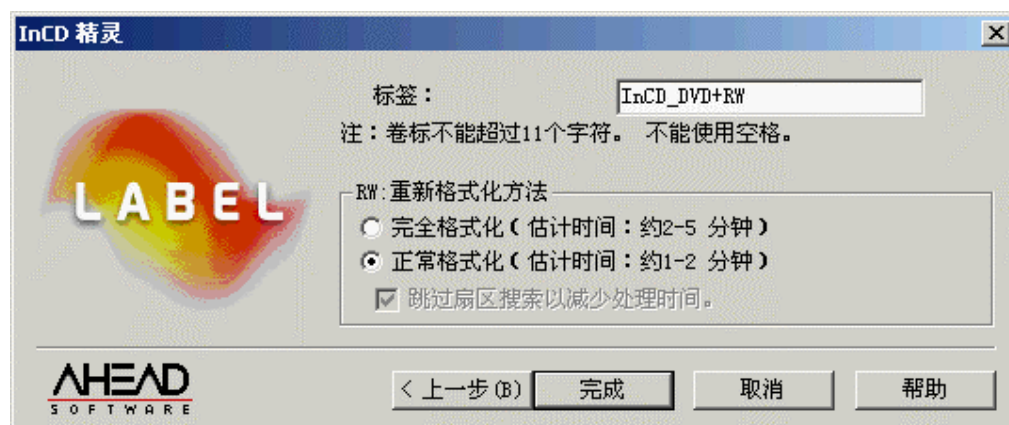 InCD 精灵
标签：
InCD_DVD+RW
注：卷标不能超过11个字符。 不能使用空格。
LABEL
RW:重新格式化方法
完全格式化(估计时间：约2-5 分钟)
正常格式化(估计时间：约1-2 分钟)
跳过扇区搜索以减少处理时间。
AHEAD
SOFTWARE
< 上一步(B)
完成
取消
帮助